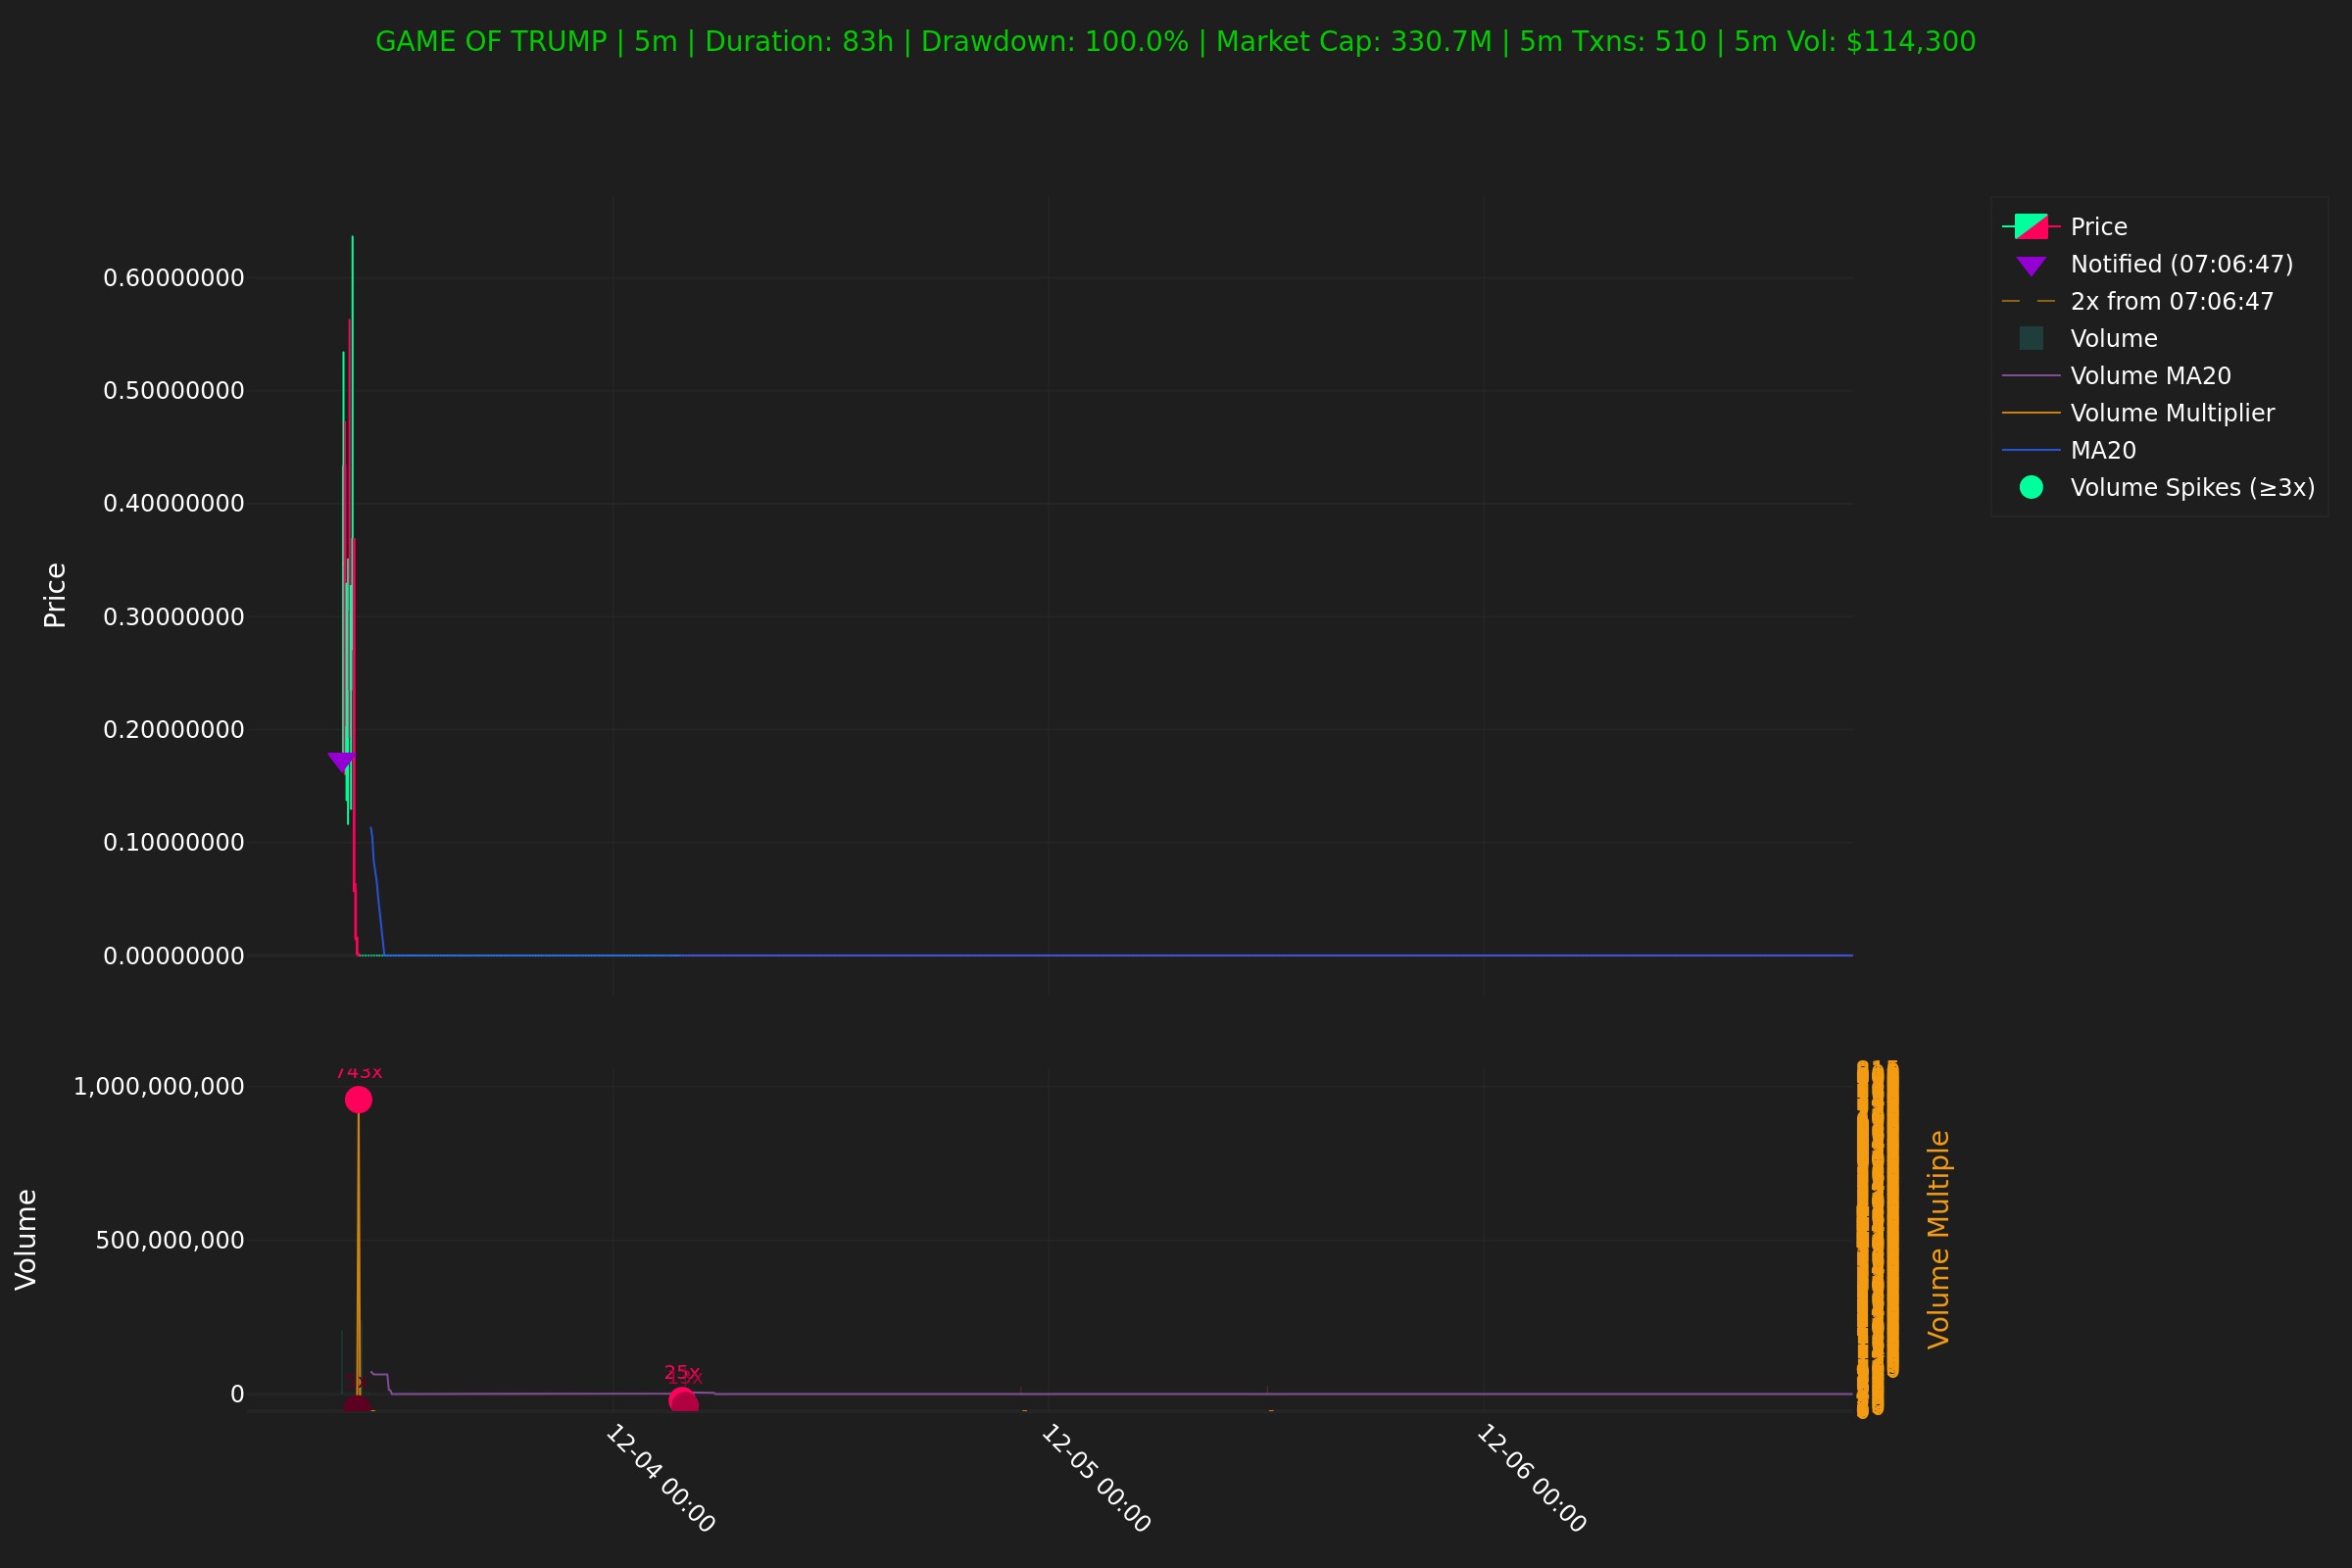 GAME OF TRUMP | 5m | Duration: 83h | Drawdown: 100.0% | Market Cap: 330.7M | 5m Txns: 510 | 5m Vol: $114,300
Price
Notified (07:06:47)
2x from 07:06:47
Volume
Volume MA20
Volume Multiplier
MA20
Volume Spikes (≥3x)
Price
0.60000000
0.50000000
0.40000000
0.30000000
0.20000000
0.10000000
0.00000000
Volume
1,000,000,000
500,000,000
0
743x
25x
Volume Multiple
12-04 00:00
12-05 00:00
12-06 00:00